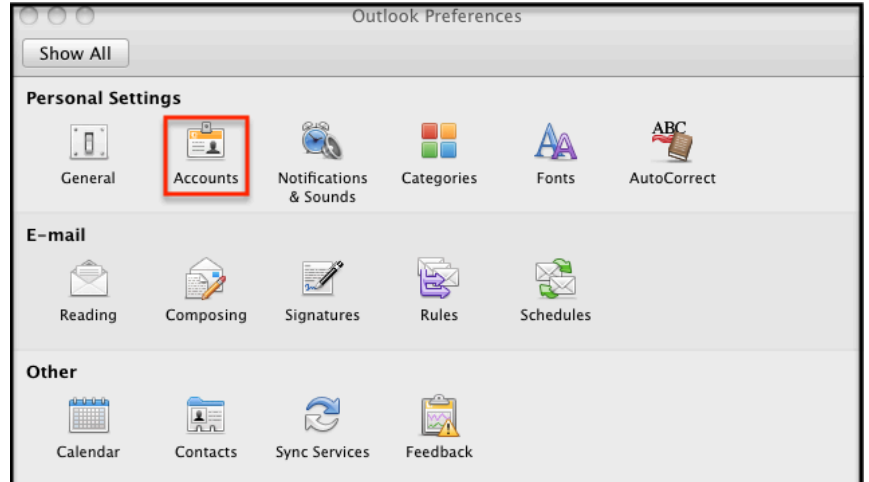 Outlook Preferences
Show All
Personal Settings
General
Accounts
Notifications
& Sounds
Categories
Fonts
ABC
AutoCorrect
E-mail
Reading
Composing
Signatures
Rules
Schedules
Other
Calendar
Contacts
Sync Services
Feedback